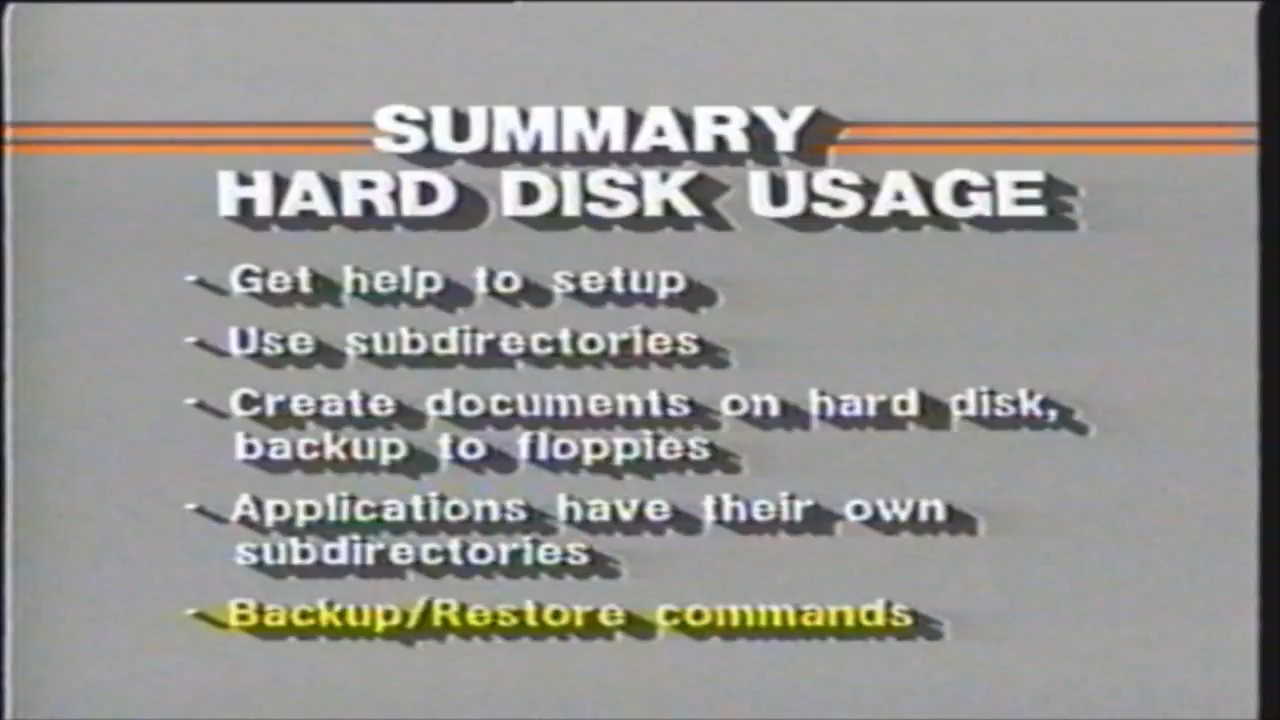 SUMMARY
HARD DISK USAGE
- Get help to setup
- Use subdirectories
- Create documents on hard disk,
backup to floppies
- Applications have their own
subdirectories
- Backup/Restore commands